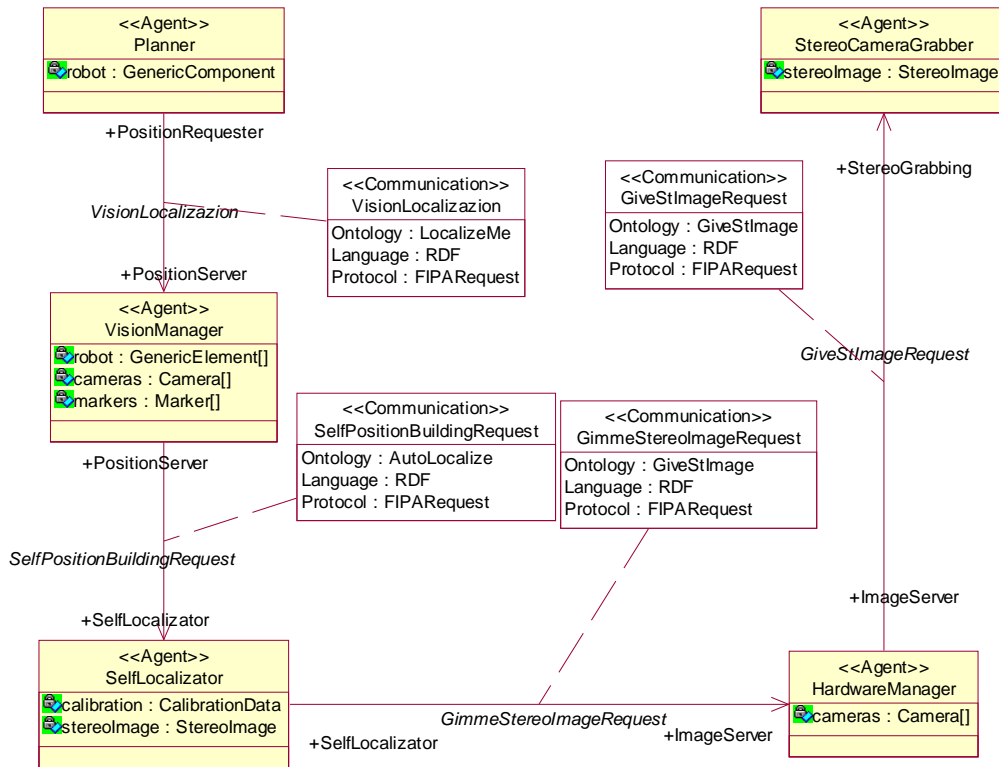 <<Agent>>
Planner
robot : GenericComponent
<<Agent>>
StereoCameraGrabber
stereoImage : StereoImage
+PositionRequester
+StereoGrabbing
<<Communication>>
VisionLocalizazion
Ontology : LocalizeMe
Language : RDF
Protocol : FIPARequest
<<Communication>>
GiveStImageRequest
Ontology : GiveStImage
Language : RDF
Protocol : FIPARequest
VisionLocalizazion
+PositionServer
<<Agent>>
VisionManager
robot : GenericElement[]
cameras : Camera[]
markers : Marker[]
GiveStImageRequest
+PositionServer
<<Communication>>
SelfPositionBuildingRequest
Ontology : AutoLocalize
Language : RDF
Protocol : FIPARequest
<<Communication>>
GimmeStereoImageRequest
Ontology : GiveStImage
Language : RDF
Protocol : FIPARequest
SelfPositionBuildingRequest
+SelfLocalizator
+ImageServer
<<Agent>>
SelfLocalizator
calibration : CalibrationData
stereoImage : StereoImage
<<Agent>>
HardwareManager
cameras : Camera[]
GimmeStereoImageRequest
+SelfLocalizator
+ImageServer